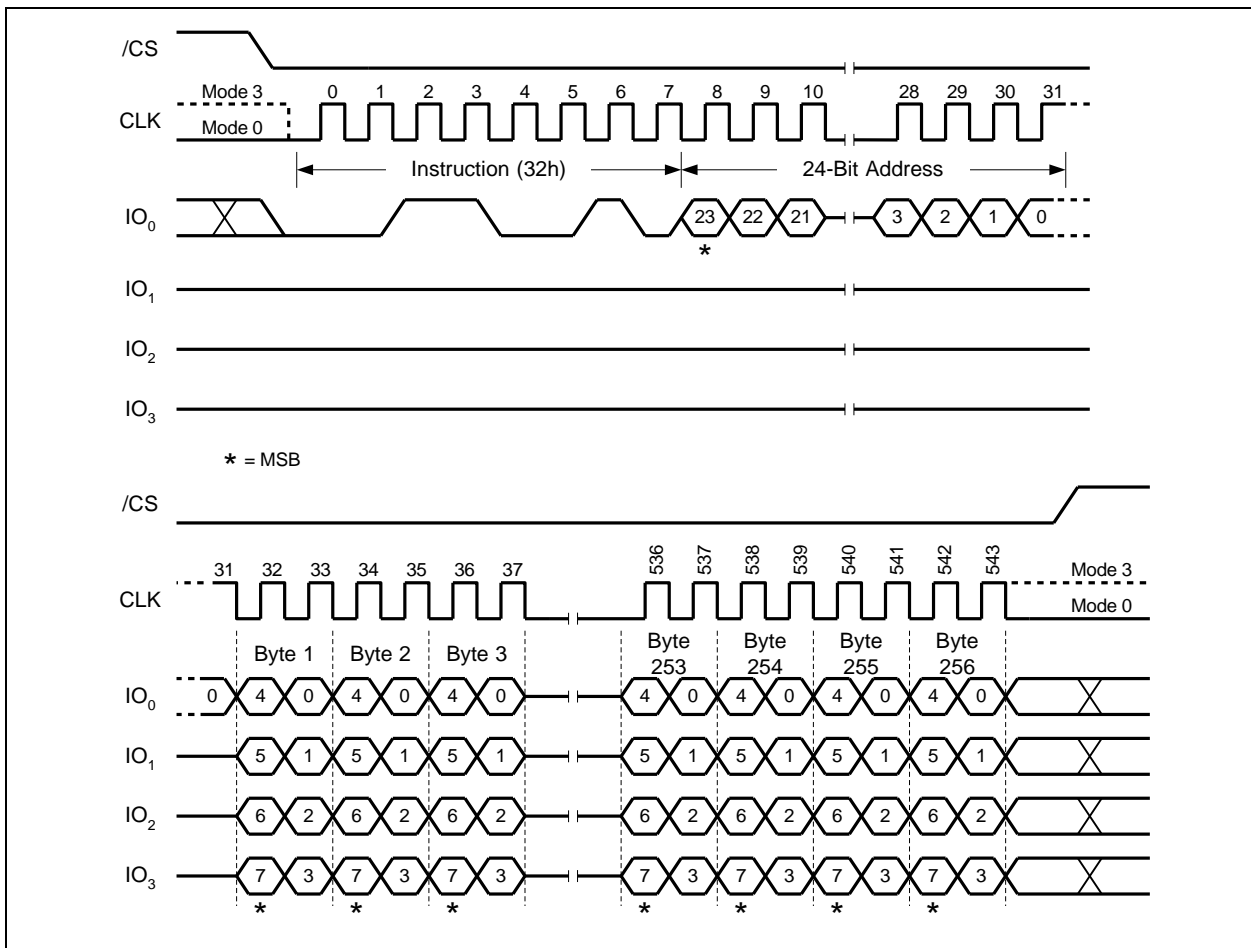 /CS
Mode 3 0 1 2 3 4 5 6 7 8 9 10 28 29 30 31
CLK
Mode 0
Instruction (32h) 24-Bit Address
IO0 23 22 21 3 2 1 0
*
IO1
IO2
IO3
* = MSB
/CS
31 32 33 34 35 36 37 536 537 538 539 540 541 542 543 Mode 3
CLK
Mode 0
Byte 1 Byte 2 Byte 3 Byte 253 Byte 254 Byte 255 Byte 256
IO0 0 4 0 4 0 4 0 4 0 4 0 4 0 4 0
IO1 5 1 5 1 5 1 5 1 5 1 5 1 5 1
IO2 6 2 6 2 6 2 6 2 6 2 6 2 6 2
IO3 7 3 7 3 7 3 7 3 7 3 7 3 7 3
* * * * * * *